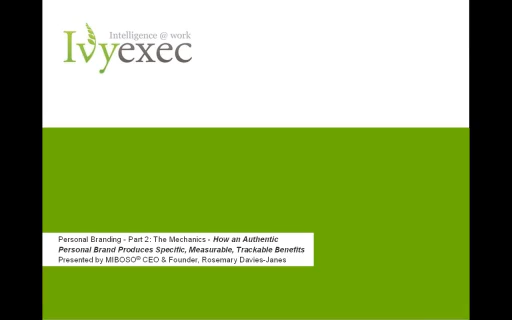 Intelligence @ work
Ivyexec
Personal Branding - Part 2: The Mechanics - How an Authentic
Personal Brand Produces Specific, Measurable, Trackable Benefits
Presented by MIBOSO® CEO & Founder, Rosemary Davies-Janes